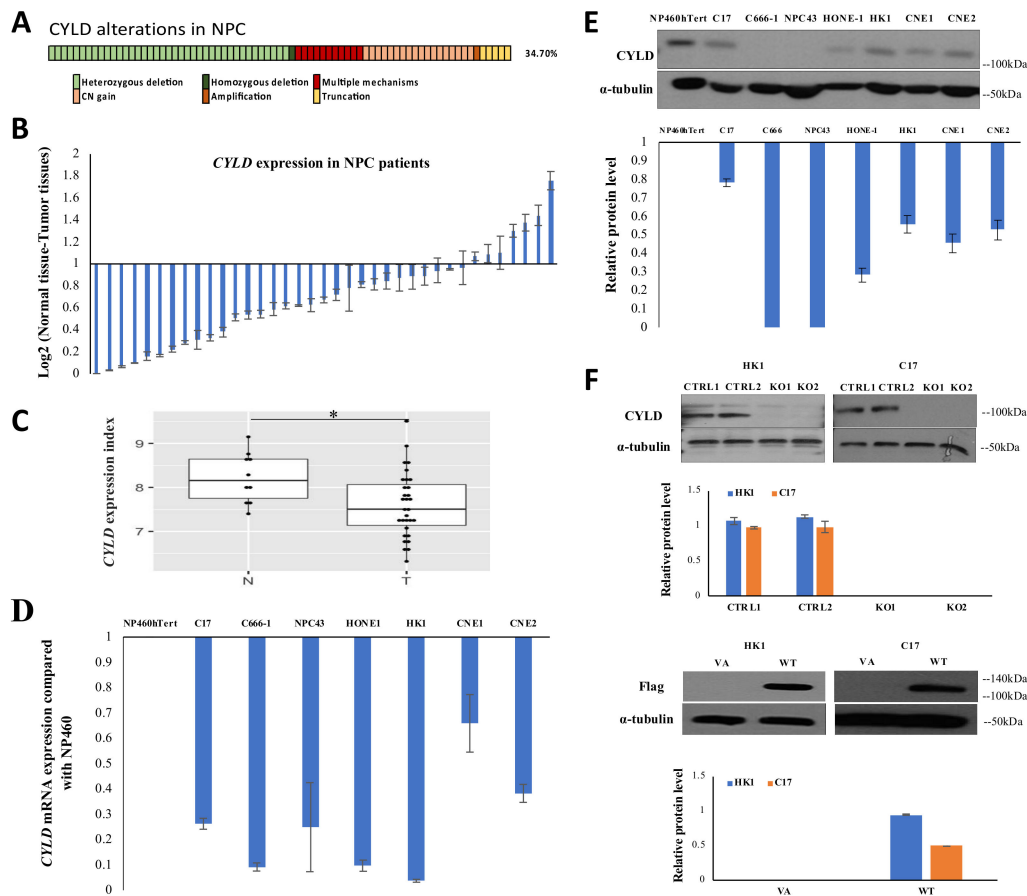 A
CYLD alterations in NPC
34.70%
Heterozygous deletion
Homozygous deletion
Multiple mechanisms
CN gain
Amplification
Truncation
B
CYLD expression in NPC patients
Log2 (Normal tissue-Tumor tissues)
2
1.8
1.6
1.4
1.2
1
0.8
0.6
0.4
0.2
0
C
*
CYLD expression index
9
8
7
N
T
D
NP460hTert C17 C666-1 NPC43 HONE1 HK1 CNE1 CNE2
CYLD mRNA expression compared
with NP460
1
0.9
0.8
0.7
0.6
0.5
0.4
0.3
0.2
0.1
0
E
NP460hTert C17 C666-1 NPC43 HONE-1 HK1 CNE1 CNE2
CYLD
--100kDa
α-tubulin
--50kDa
NP460hTert C17 C666 NPC43 HONE-1 HK1 CNE1 CNE2
Relative protein level
1
0.9
0.8
0.7
0.6
0.5
0.4
0.3
0.2
0.1
0
F
HK1 C17
CTRL1 CTRL2 KO1 KO2 CTRL1 CTRL2 KO1 KO2
CYLD
--100kDa
α-tubulin
--50kDa
Relative protein level
HK1 C17
1.5
1
0.5
0
CTRL1 CTRL2 KO1 KO2
HK1 C17
VA WT VA WT
Flag
--140kDa
--100kDa
α-tubulin
--50kDa
Relative protein level
HK1 C17
1.5
1
0.5
0
VA WT